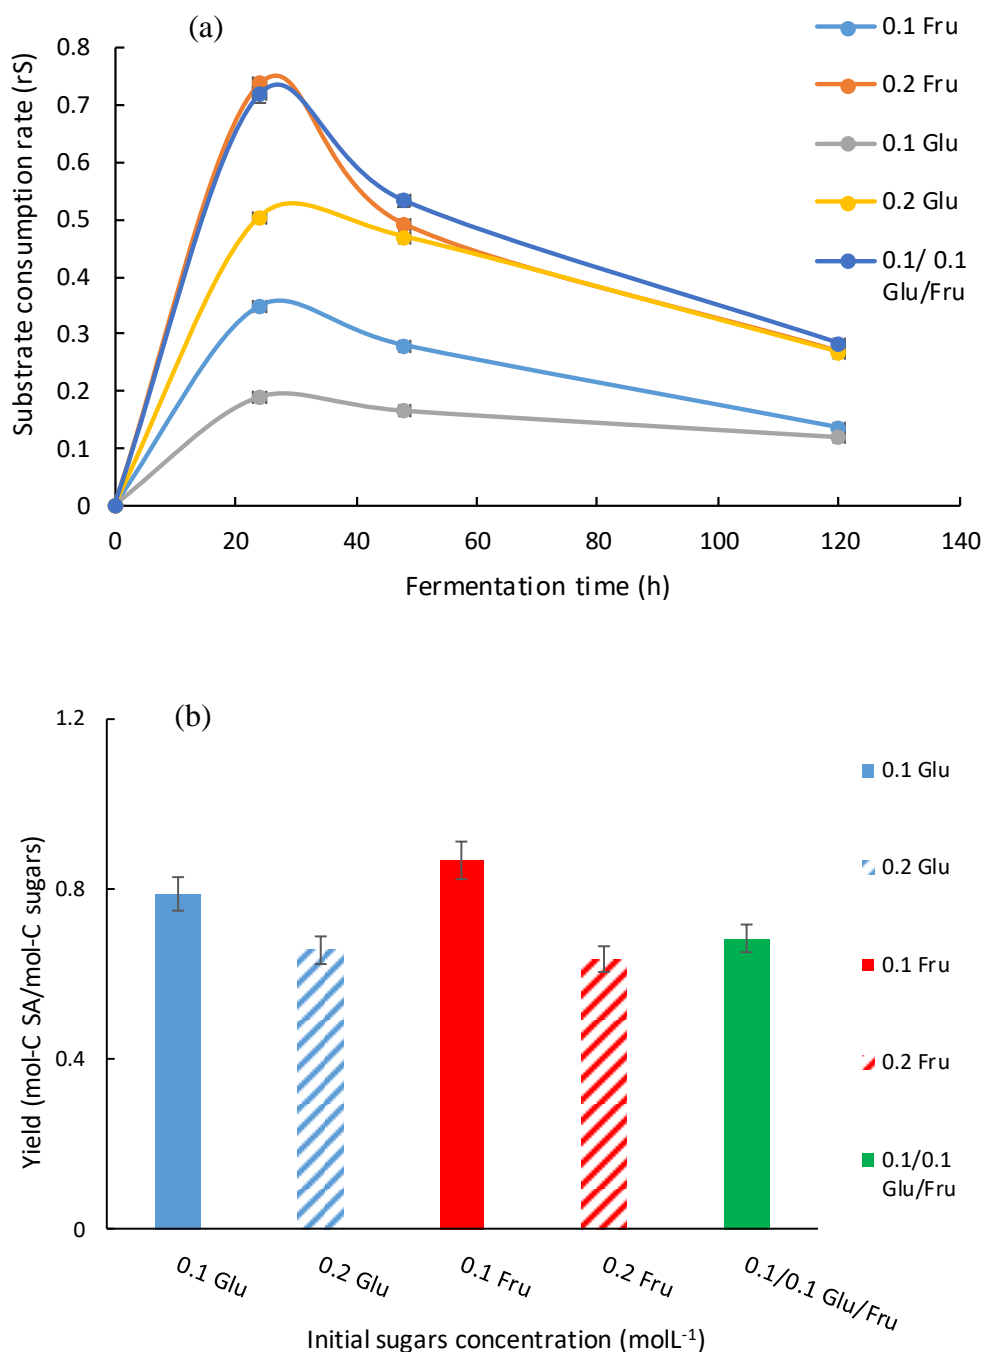 (a)
Substrate consumption rate (rS)
0.8
0.7
0.6
0.5
0.4
0.3
0.2
0.1
0
0 20 40 60 80 100 120 140
Fermentation time (h)
0.1 Fru
0.2 Fru
0.1 Glu
0.2 Glu
0.1/ 0.1
Glu/Fru
(b)
Yield (mol-C SA/mol-C sugars)
1.2
0.8
0.4
0
0.1 Glu
0.2 Glu
0.1 Fru
0.2 Fru
0.1/0.1 Glu/Fru
Initial sugars concentration (molL⁻¹)
0.1 Glu
0.2 Glu
0.1 Fru
0.2 Fru
0.1/0.1
Glu/Fru